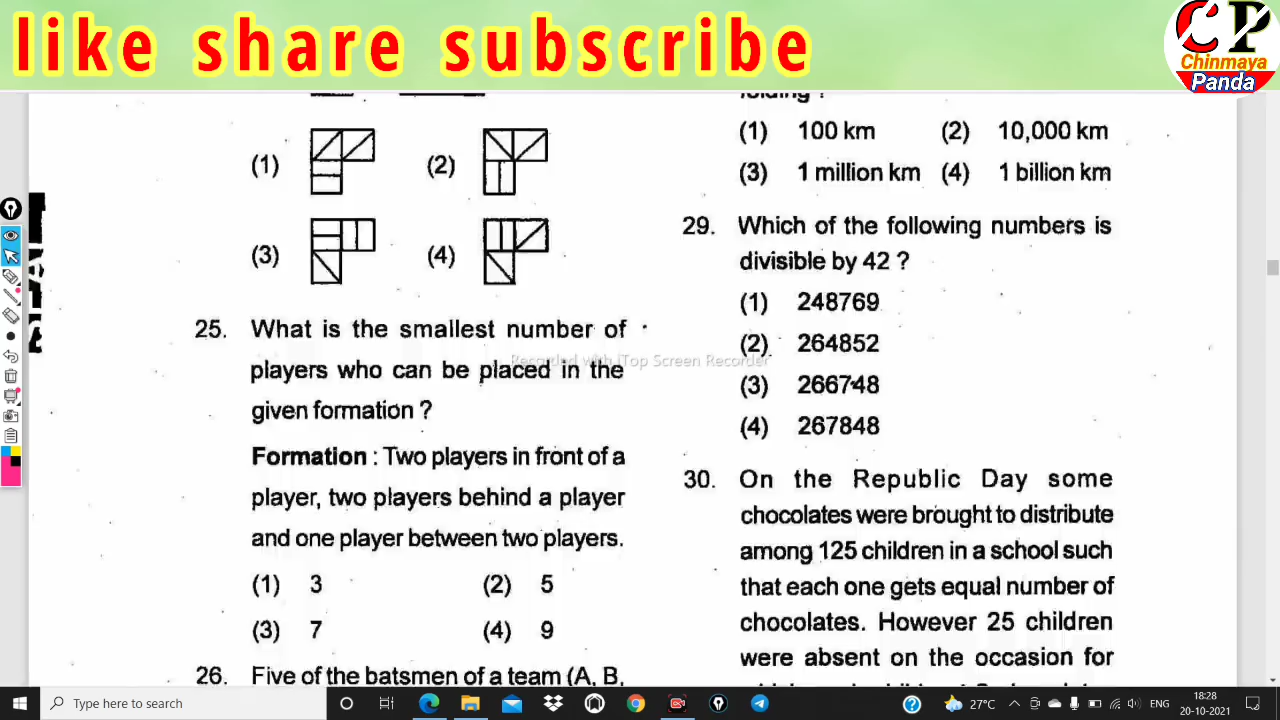 like share subscribe
CP
Chinmaya
Panda
(1)
(2)
(3)
(4)
25. What is the smallest number of
players who can be placed in the
given formation ?
Formation : Two players in front of a
player, two players behind a player
and one player between two players.
(1) 3 (2) 5
(3) 7 (4) 9
26. Five of the batsmen of a team (A, B,
folding ?
(1) 100 km (2) 10,000 km
(3) 1 million km (4) 1 billion km
29. Which of the following numbers is
divisible by 42 ?
(1) 248769
(2) 264852
(3) 266748
(4) 267848
30. On the Republic Day some
chocolates were brought to distribute
among 125 children in a school such
that each one gets equal number of
chocolates. However 25 children
were absent on the occasion for
Recorded with iTop Screen Recorder
Type here to search
27°C
ENG
18:28
20-10-2021